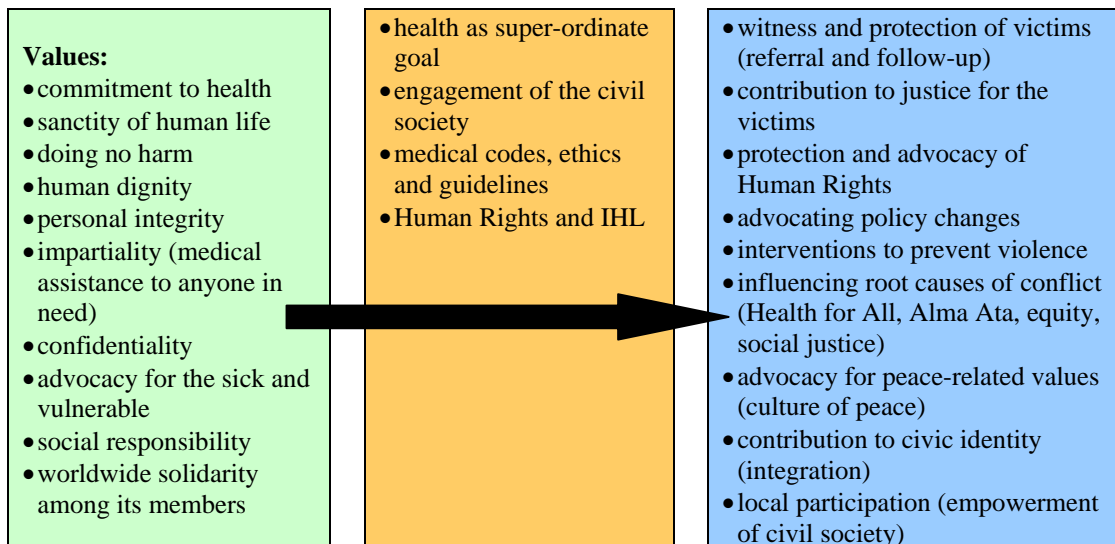 Values:
•commitment to health
•sanctity of human life
•doing no harm
•human dignity
•personal integrity
•impartiality (medical
assistance to anyone in
need)
•confidentiality
•advocacy for the sick and
vulnerable
•social responsibility
•worldwide solidarity
among its members
•health as super-ordinate
goal
•engagement of the civil
society
•medical codes, ethics
and guidelines
•Human Rights and IHL
•witness and protection of victims
(referral and follow-up)
•contribution to justice for the
victims
•protection and advocacy of
Human Rights
•advocating policy changes
•interventions to prevent violence
•influencing root causes of conflict
(Health for All, Alma Ata, equity,
social justice)
•advocacy for peace-related values
(culture of peace)
•contribution to civic identity
(integration)
•local participation (empowerment
of civil society)